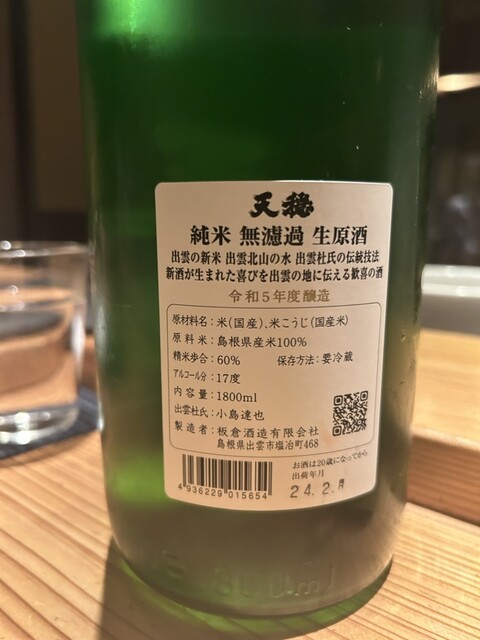 天穏
純米 無濾過 生原酒
出雲の新米 出雲北山の水 出雲杜氏の伝統技法
新酒が生まれた喜びを出雲の地に伝える歓喜の酒
令和5年度醸造
原材料名：米(国産)、米こうじ(国産米)
原料米：島根県産米100%
精米歩合：60% 保存方法：要冷蔵
アルコール分：17度
内容量：1800ml
出雲杜氏：小島達也
製造者：板倉酒造有限会社
島根県出雲市塩冶町468
お酒は20歳になってから
出荷年月
24.2.月
4 936229 015654